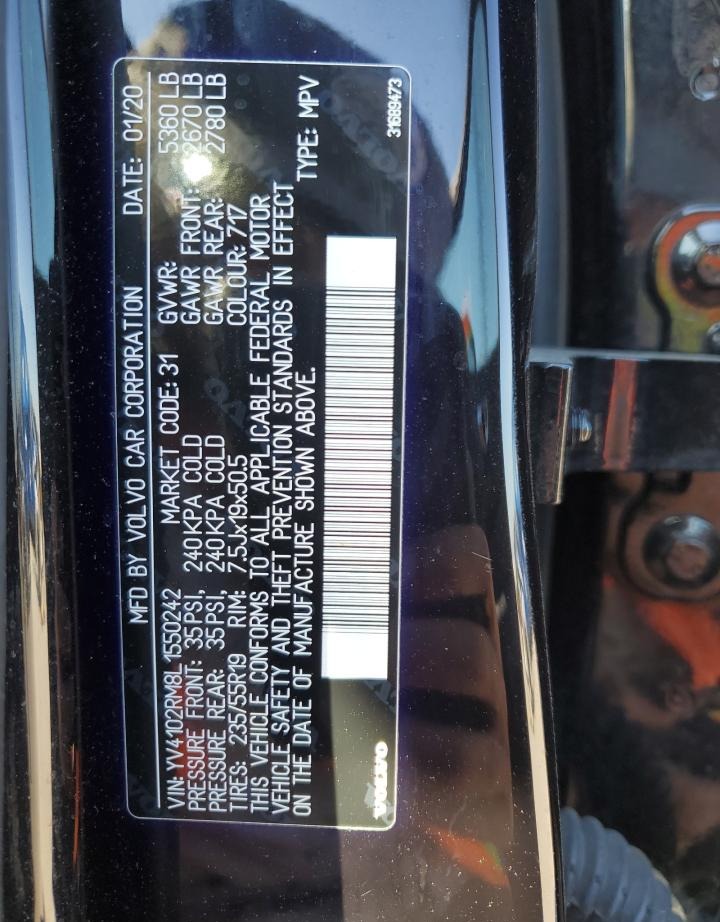 MFD BY VOLVO CAR CORPORATION DATE: 01/20
VIN: YV4102RM8L 1550242 MARKET CODE: 31 GVWR: 5360 LB
PRESSURE FRONT: 35PSI, 240KPA COLD GAWR FRONT: 2670 LB
PRESSURE REAR: 35PSI, 240KPA COLD GAWR REAR: 2780 LB
TIRES: 235/55R19 RIM: 7.5Jx19x50.5 COLOUR: 717
THIS VEHICLE CONFORMS TO ALL APPLICABLE FEDERAL MOTOR
VEHICLE SAFETY AND THEFT PREVENTION STANDARDS IN EFFECT
ON THE DATE OF MANUFACTURE SHOWN ABOVE. TYPE: MPV
VOLVO 31689473